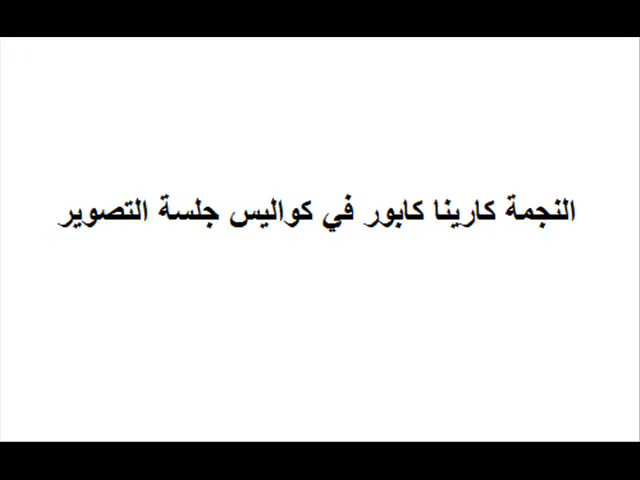 النجمة كارينا كابور في كواليس جلسة التصوير